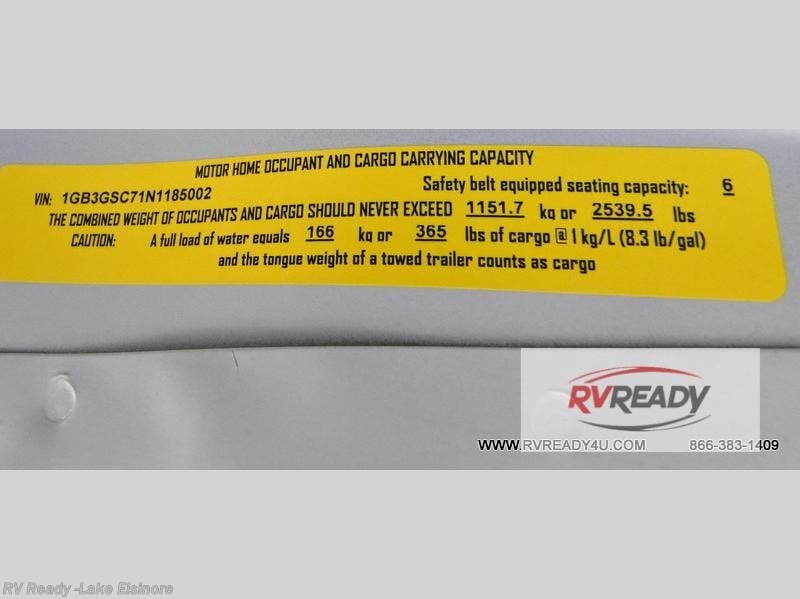 MOTOR HOME OCCUPANT AND CARGO CARRYING CAPACITY
VIN: 1GB3GSC71N1185002 Safety belt equipped seating capacity: 6
THE COMBINED WEIGHT OF OCCUPANTS AND CARGO SHOULD NEVER EXCEED 1151.7 kg or 2539.5 lbs
CAUTION: A full load of water equals 166 kg or 365 lbs of cargo @ 1 kg/L (8.3 lb/gal)
and the tongue weight of a towed trailer counts as cargo
RVREADY
WWW.RVREADY4U.COM 866-383-1409
RV Ready -Lake Elsinore